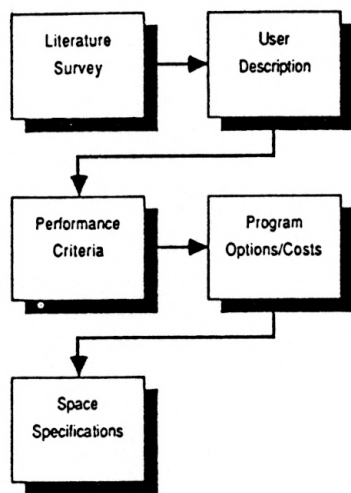 Literature
Survey
User
Description
Performance
Criteria
Program
Options/Costs
Space
Specifications